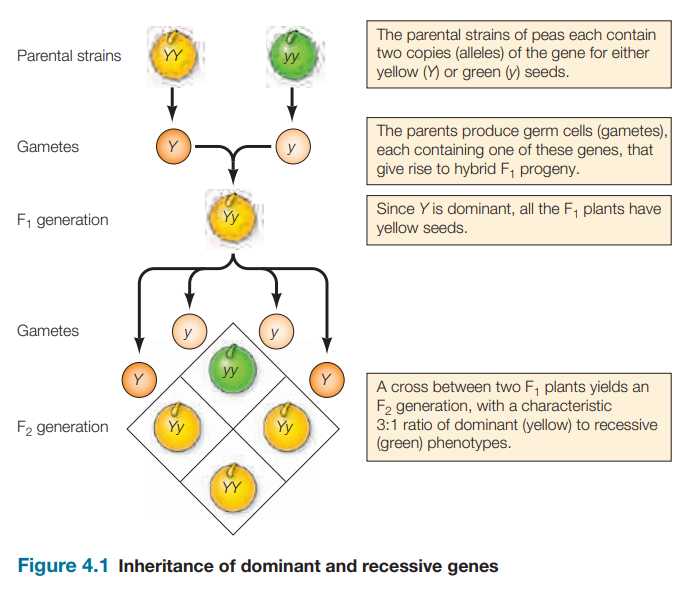 Parental strains
YY
yy
The parental strains of peas each contain
two copies (alleles) of the gene for either
yellow (Y) or green (y) seeds.
Gametes
Y
y
The parents produce germ cells (gametes),
each containing one of these genes, that
give rise to hybrid F1 progeny.
F1 generation
Yy
Since Y is dominant, all the F1 plants have
yellow seeds.
Gametes
y
y
Y
yy
Y
F2 generation
Yy
Yy
YY
A cross between two F1 plants yields an
F2 generation, with a characteristic
3:1 ratio of dominant (yellow) to recessive
(green) phenotypes.
Figure 4.1 Inheritance of dominant and recessive genes